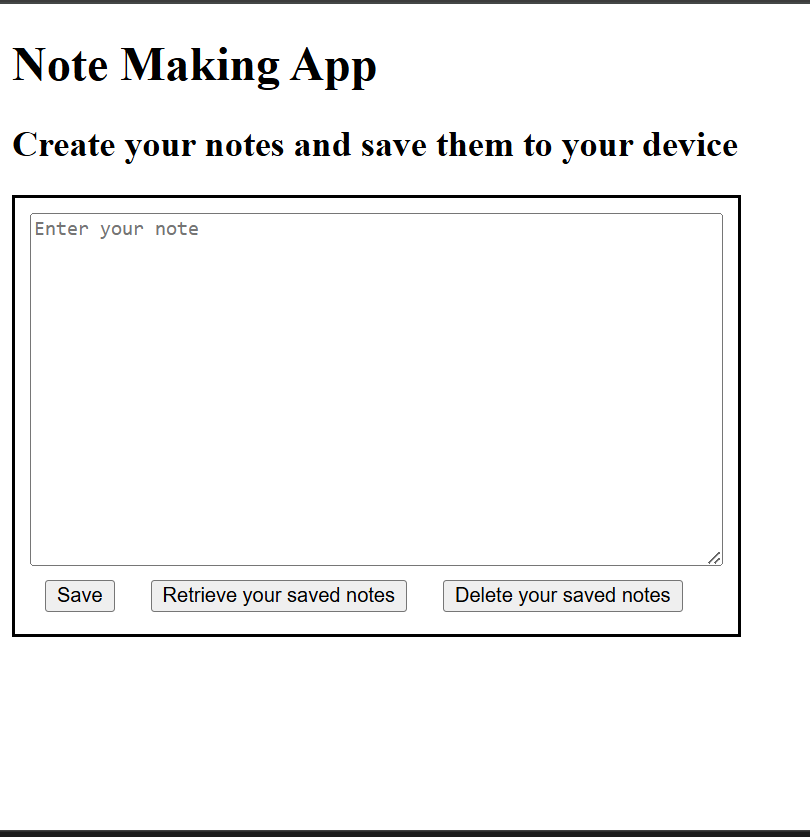 Note Making App
Create your notes and save them to your device
Enter your note
Save Retrieve your saved notes Delete your saved notes